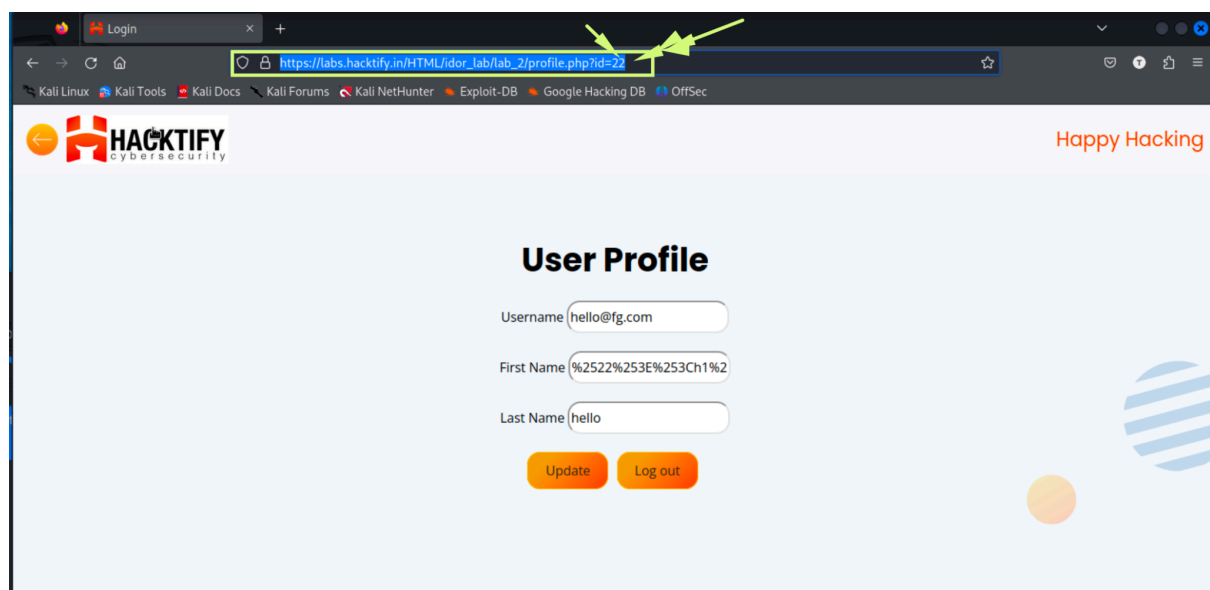 Login × +
https://labs.hacktify.in/HTML/idor_lab/lab_2/profile.php?id=22
Kali Linux Kali Tools Kali Docs Kali Forums Kali NetHunter Exploit-DB Google Hacking DB OffSec
HACKTIFY
cybersecurity
Happy Hacking
User Profile
Username hello@fg.com
First Name %2522%253E%253Ch1%2
Last Name hello
Update Log out